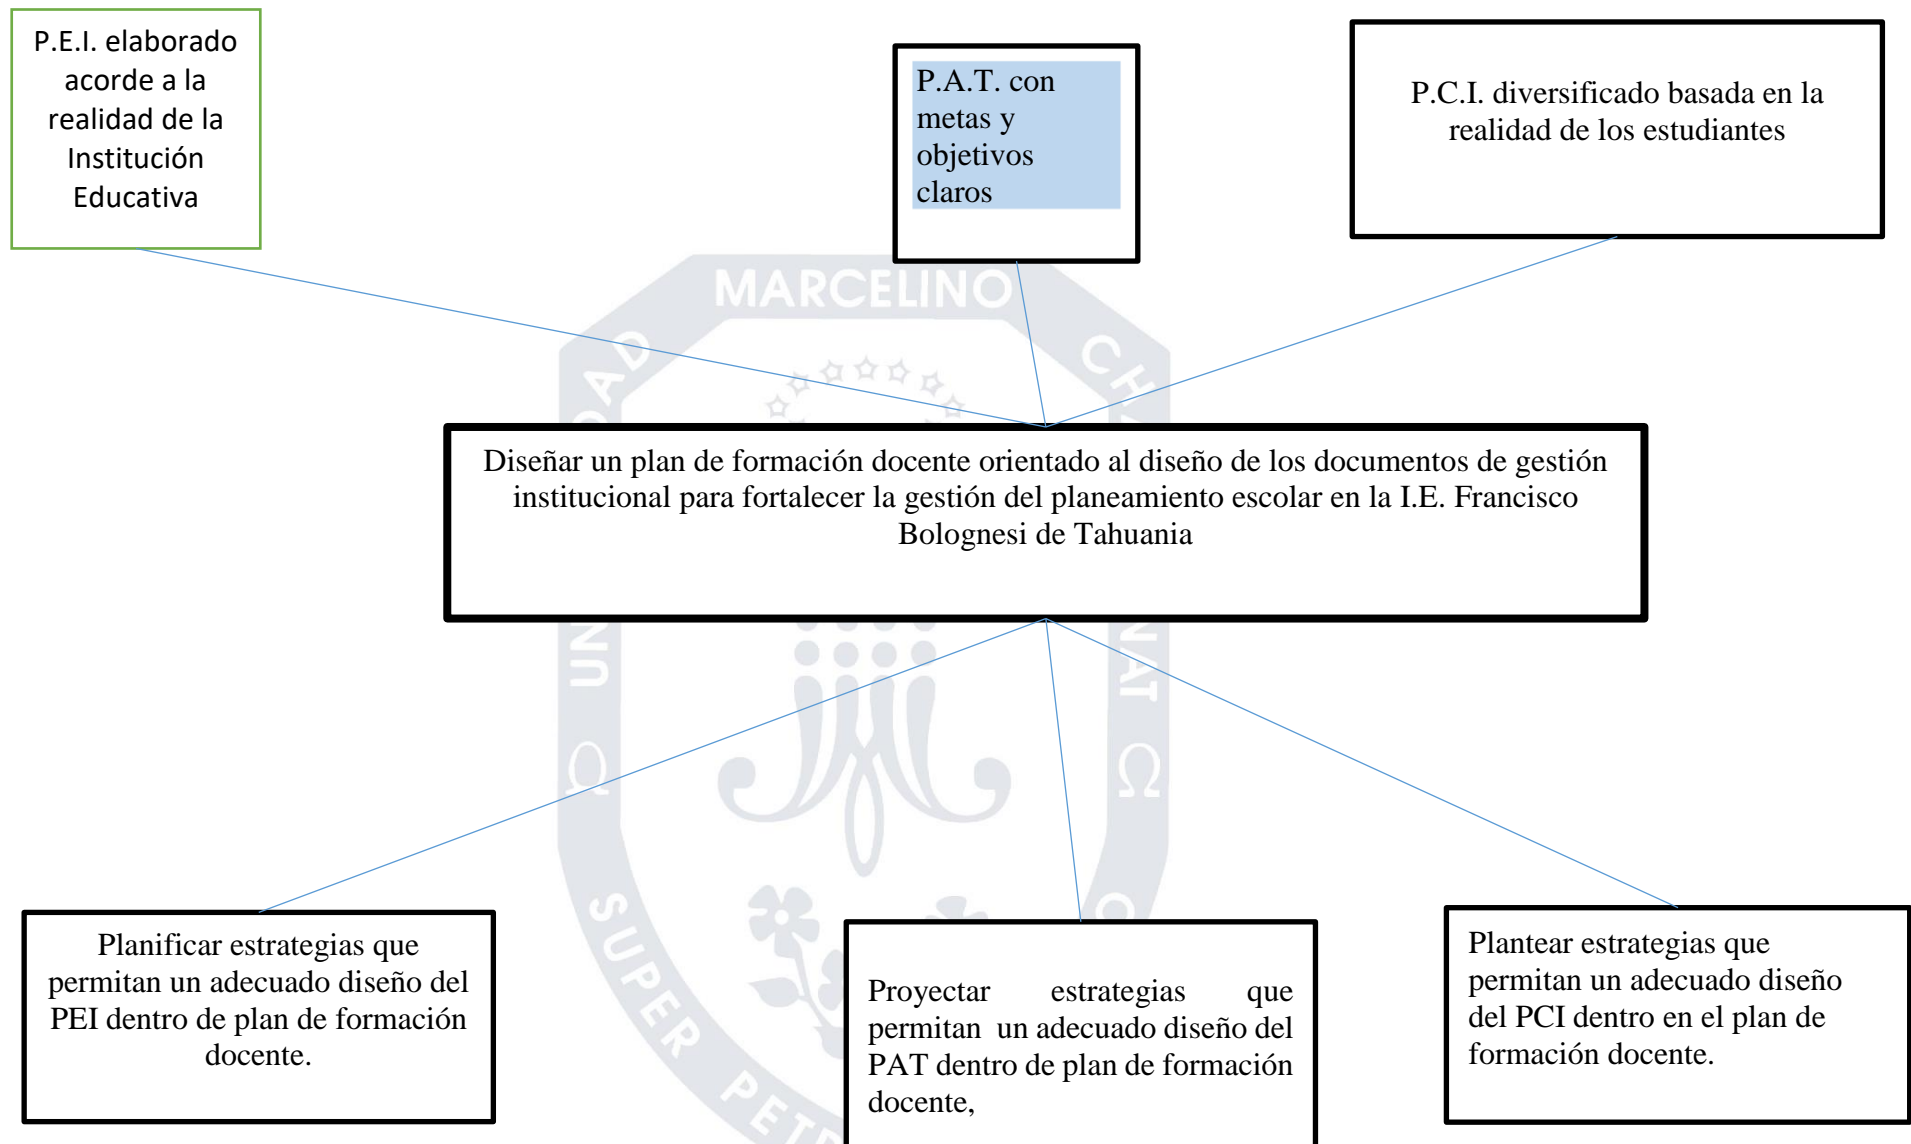 P.E.I. elaborado
acorde a la
realidad de la
Institución
Educativa
P.A.T. con
metas y
objetivos
claros
P.C.I. diversificado basada en la
realidad de los estudiantes
MARCELINO
Diseñar un plan de formación docente orientado al diseño de los documentos de gestión
institucional para fortalecer la gestión del planeamiento escolar en la I.E. Francisco
Bolognesi de Tahuania
Planificar estrategias que
permitan un adecuado diseño del
PEI dentro de plan de formación
docente.
Proyectar estrategias que
permitan un adecuado diseño del
PAT dentro de plan de formación
docente,
Plantear estrategias que
permitan un adecuado diseño
del PCI dentro en el plan de
formación docente.
SUPER